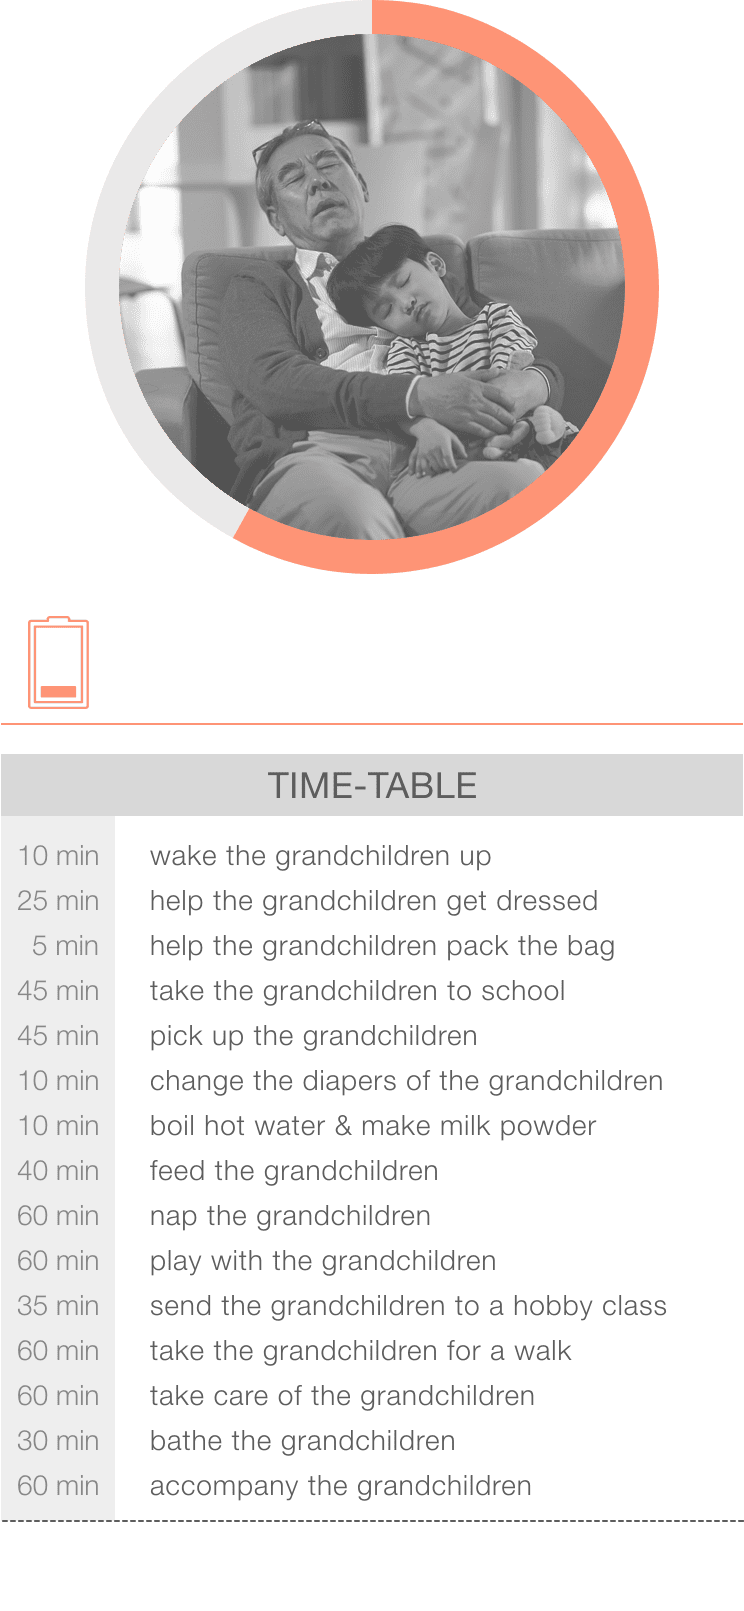 TIME-TABLE
10 min wake the grandchildren up
25 min help the grandchildren get dressed
5 min help the grandchildren pack the bag
45 min take the grandchildren to school
45 min pick up the grandchildren
10 min change the diapers of the grandchildren
10 min boil hot water & make milk powder
40 min feed the grandchildren
60 min nap the grandchildren
60 min play with the grandchildren
35 min send the grandchildren to a hobby class
60 min take the grandchildren for a walk
60 min take care of the grandchildren
30 min bathe the grandchildren
60 min accompany the grandchildren